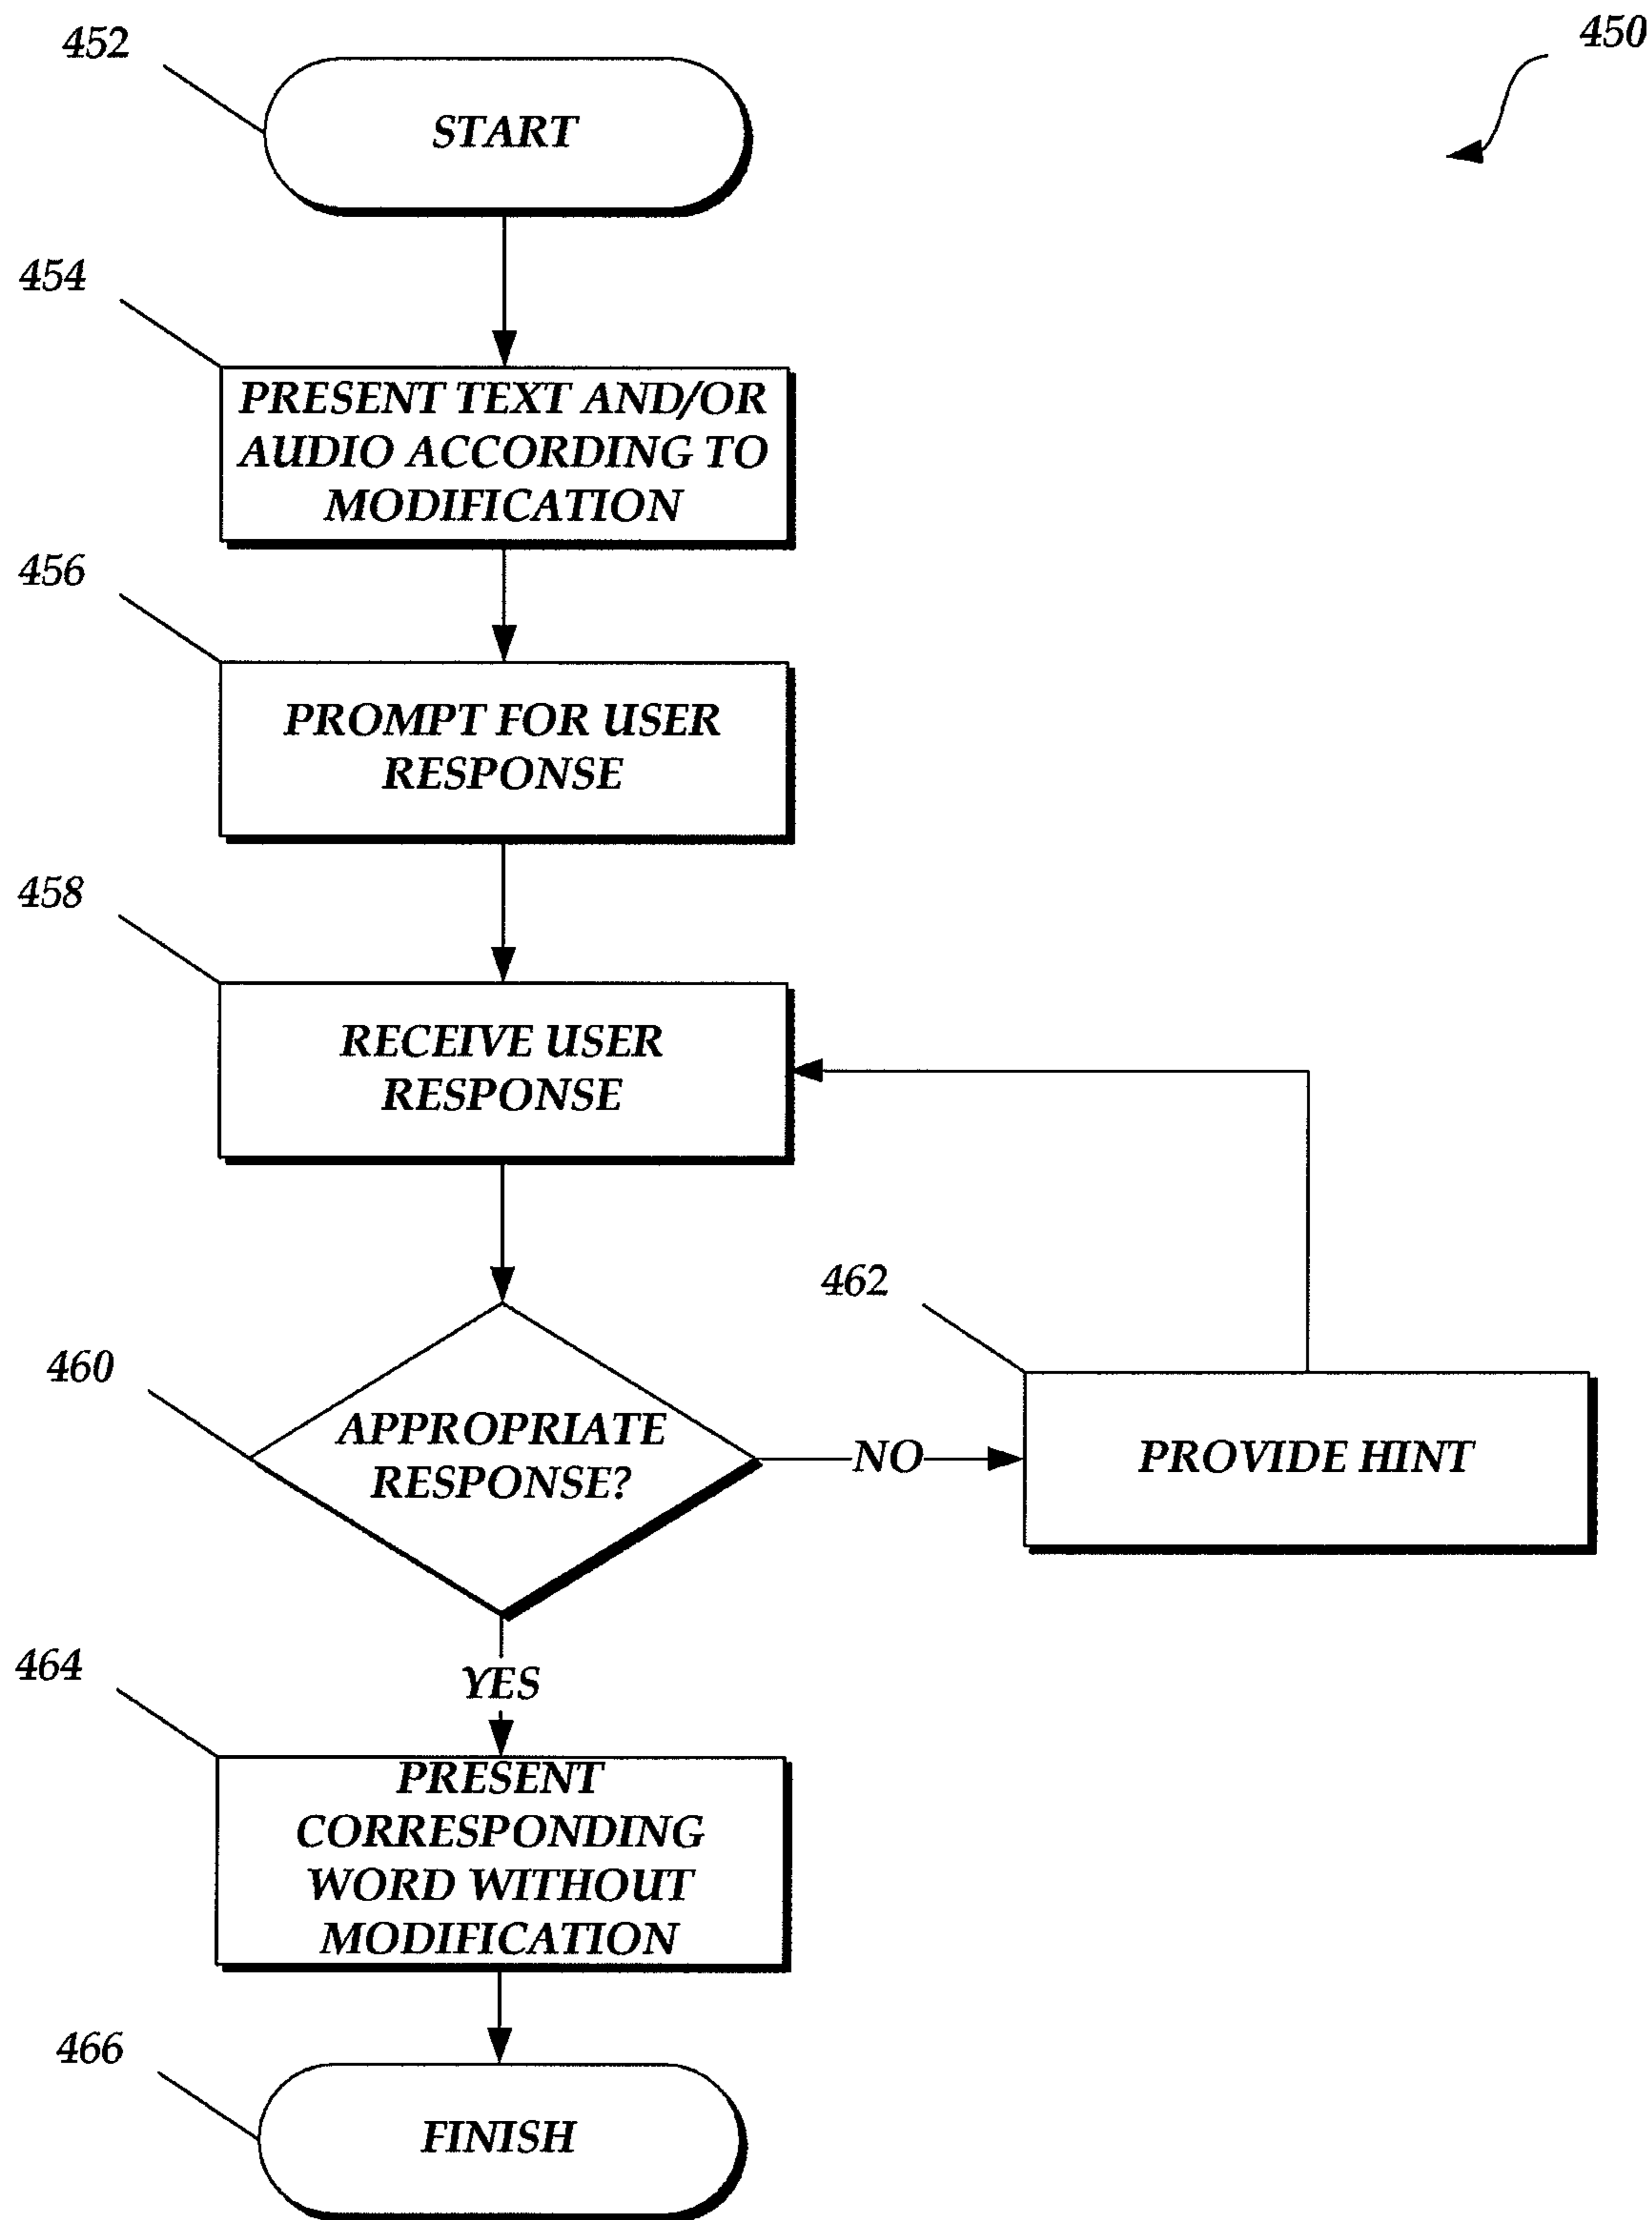 450
452
START
454
PRESENT TEXT AND/OR
AUDIO ACCORDING TO
MODIFICATION
456
PROMPT FOR USER
RESPONSE
458
RECEIVE USER
RESPONSE
460
APPROPRIATE
RESPONSE?
NO
462
PROVIDE HINT
YES
464
PRESENT
CORRESPONDING
WORD WITHOUT
MODIFICATION
466
FINISH